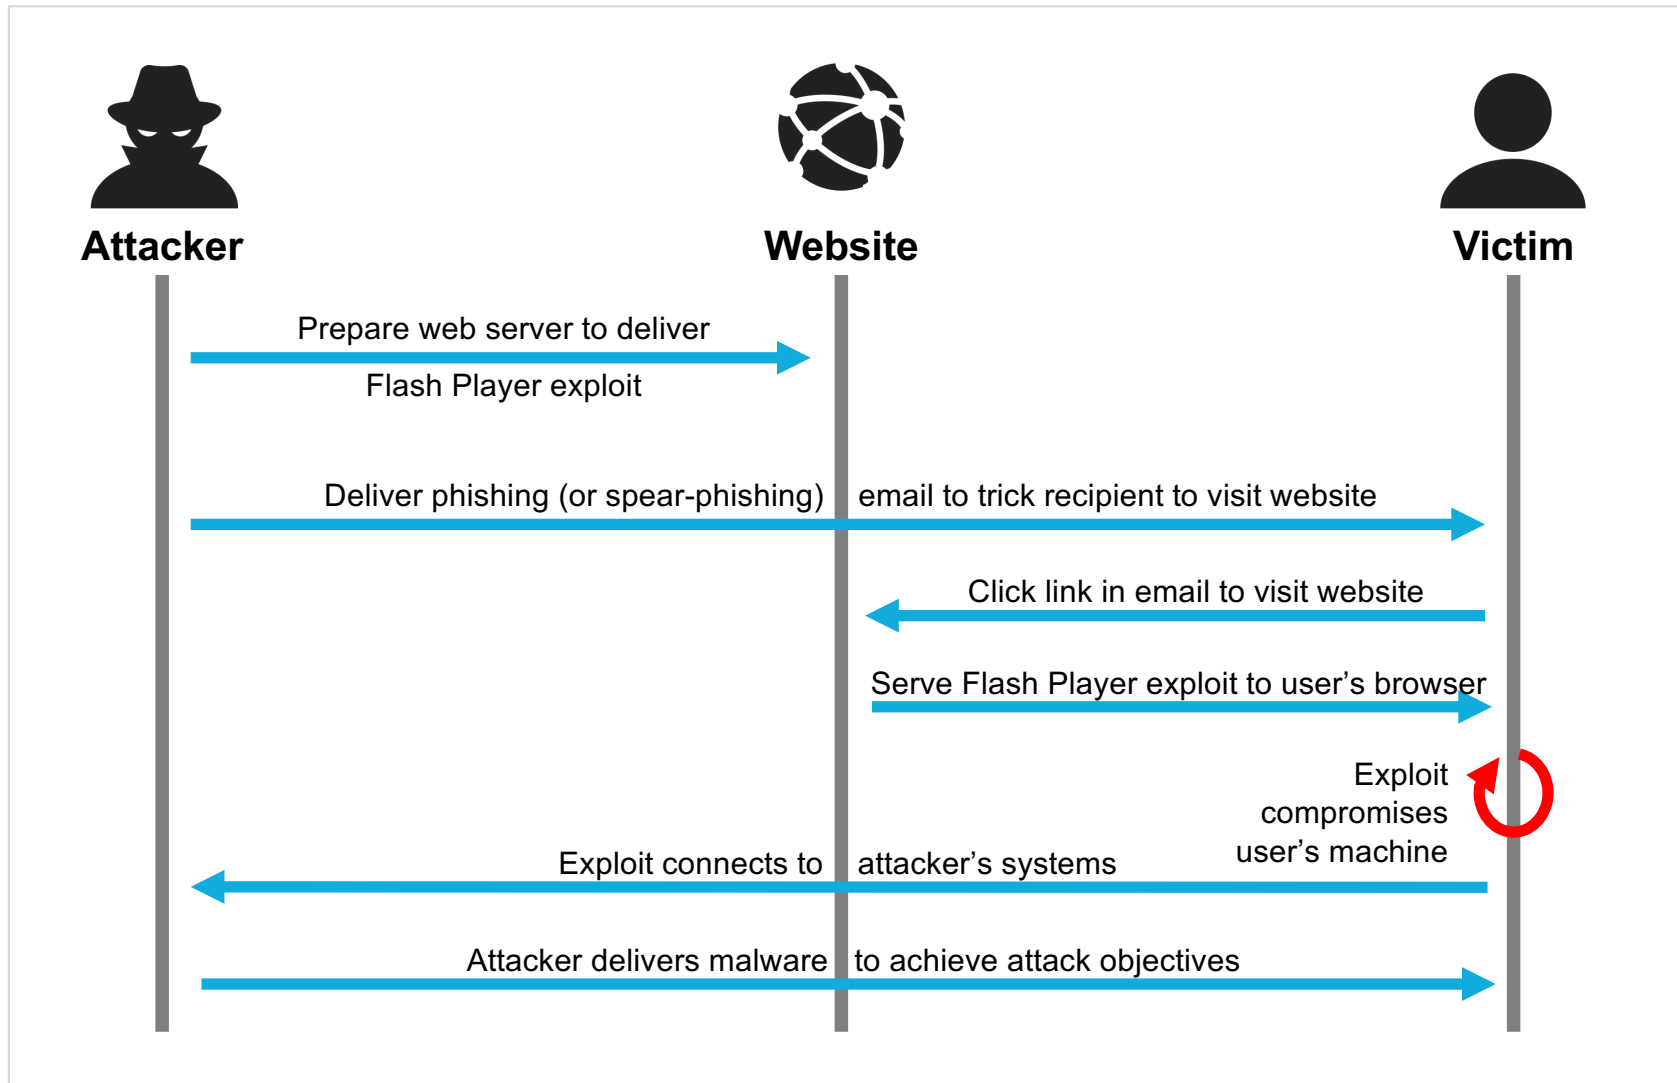 Attacker
Website
Victim
Prepare web server to deliver
Flash Player exploit
Deliver phishing (or spear-phishing) email to trick recipient to visit website
Click link in email to visit website
Serve Flash Player exploit to user's browser
Exploit
compromises
user's machine
Exploit connects to attacker's systems
Attacker delivers malware to achieve attack objectives